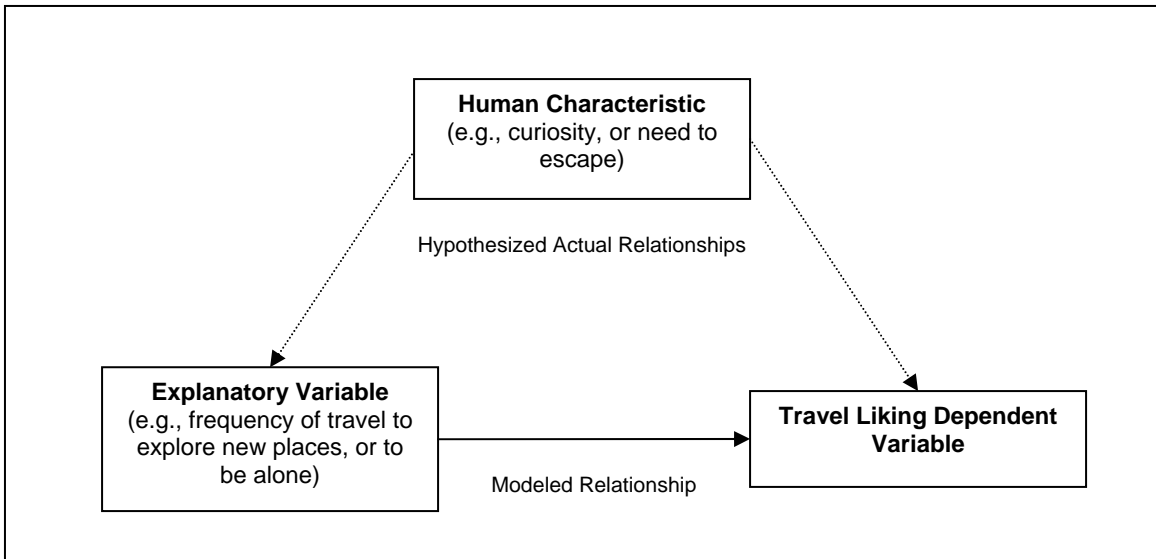 Human Characteristic
(e.g., curiosity, or need to
escape)
Hypothesized Actual Relationships
Explanatory Variable
(e.g., frequency of travel to
explore new places, or to
be alone)
Travel Liking Dependent
Variable
Modeled Relationship